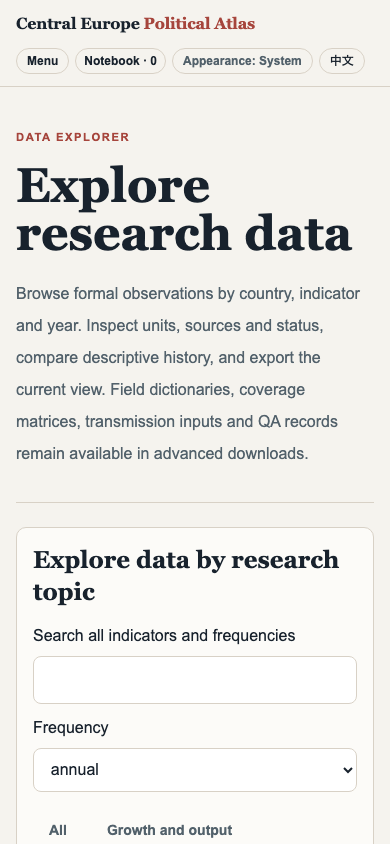 Central Europe Political Atlas
Menu
Notebook · 0
Appearance: System
中文
DATA EXPLORER
Explore
research data
Browse formal observations by country, indicator
and year. Inspect units, sources and status,
compare descriptive history, and export the
current view. Field dictionaries, coverage
matrices, transmission inputs and QA records
remain available in advanced downloads.
Explore data by research
topic
Search all indicators and frequencies
Frequency
annual
All
Growth and output